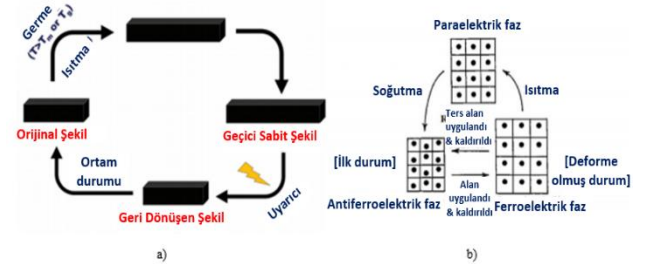 Germe
(T>Tm or Tg)
Isıtma
Orijinal Şekil
Geçici Sabit Şekil
Ortam
durumu
Uyarıcı
Geri Dönüşen Şekil
a)
Paraelektrik faz
Soğutma
Isıtma
Ters alan
uygulandı
& kaldırıldı
[İlk durum]
[Deforme
olmuş durum]
Antiferroelektrik faz
Alan
uygulandı
& kaldırıldı
Ferroelektrik faz
b)